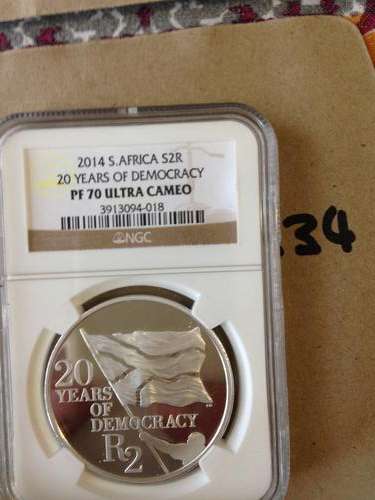 2014 S.AFRICA S2R
20 YEARS OF DEMOCRACY
PF 70 ULTRA CAMEO
3913094-018
NGC
.34
20
YEARS
OF
DEMOCRACY
R2